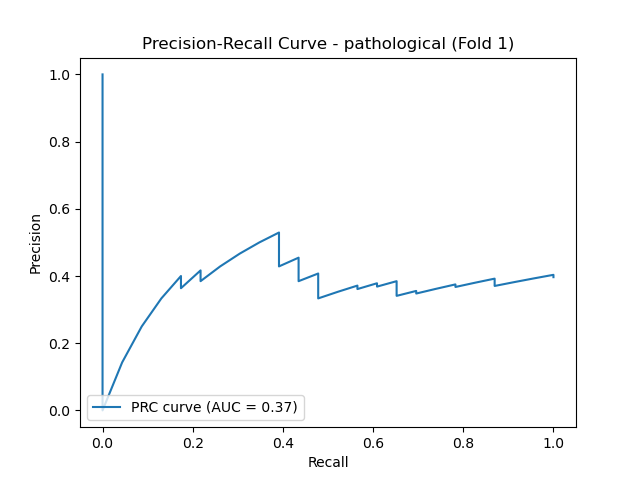 Precision-Recall Curve - pathological (Fold 1)
1.0
0.8
0.6
0.4
0.2
0.0
Precision
PRC curve (AUC = 0.37)
0.0 0.2 0.4 0.6 0.8 1.0
Recall